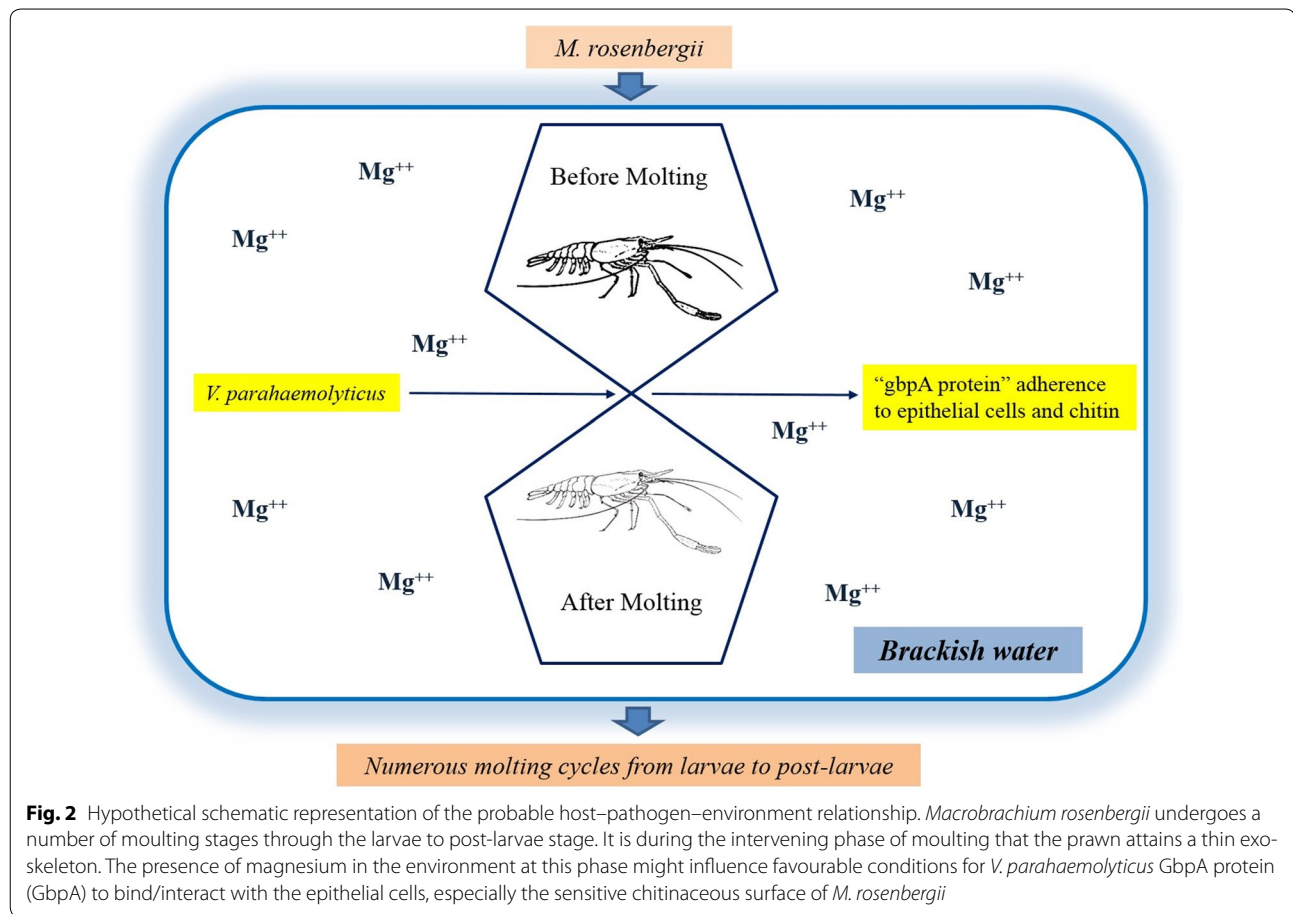 M. rosenbergii
Before Molting
Mg++
Mg++
Mg++
Mg++
Mg++
V. parahaemolyticus
“gbpA protein” adherence
to epithelial cells and chitin
Mg++
Mg++
Mg++
Mg++
Mg++
After Molting
Brackish water
Numerous molting cycles from larvae to post-larvae
Fig. 2 Hypothetical schematic representation of the probable host–pathogen–environment relationship. Macrobrachium rosenbergii undergoes a
number of moulting stages through the larvae to post-larvae stage. It is during the intervening phase of moulting that the prawn attains a thin exo-
skeleton. The presence of magnesium in the environment at this phase might influence favourable conditions for V. parahaemolyticus GbpA protein
(GbpA) to bind/interact with the epithelial cells, especially the sensitive chitinaceous surface of M. rosenbergii